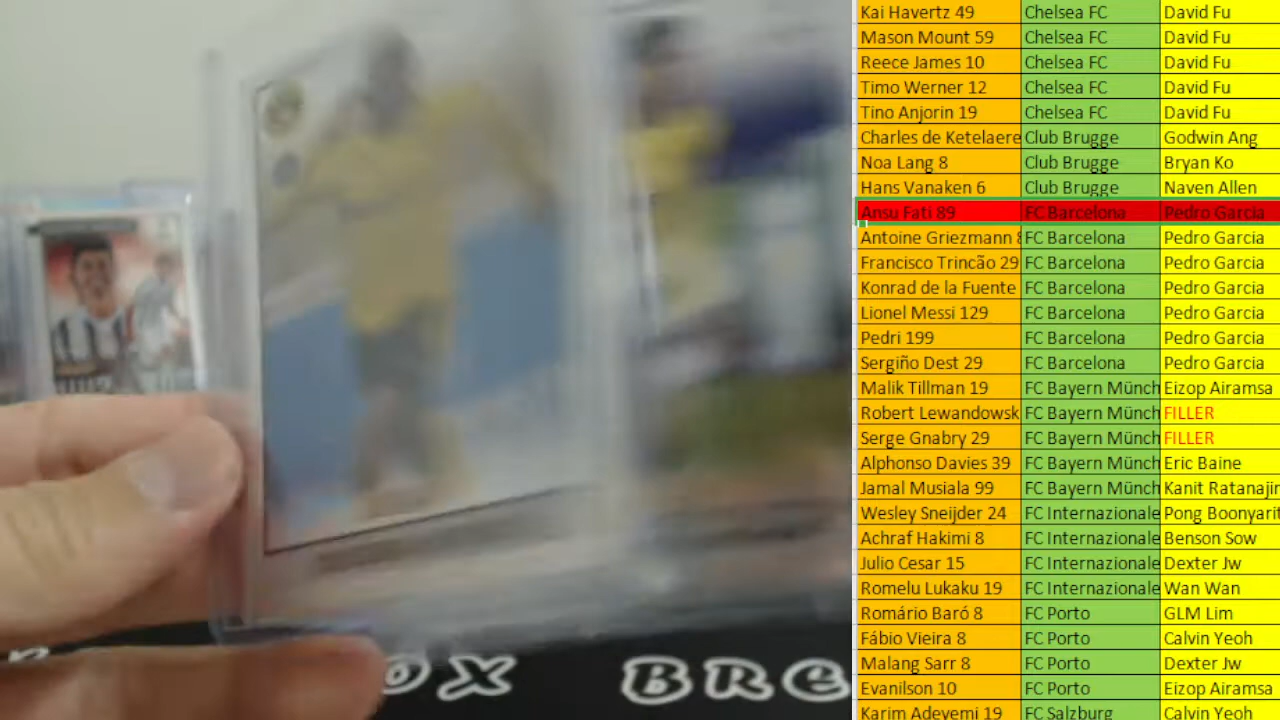 Kai Havertz 49 Chelsea FC David Fu
Mason Mount 59 Chelsea FC David Fu
Reece James 10 Chelsea FC David Fu
Timo Werner 12 Chelsea FC David Fu
Tino Anjorin 19 Chelsea FC David Fu
Charles de Ketelaere Club Brugge Godwin Ang
Noa Lang 8 Club Brugge Bryan Ko
Hans Vanaken 6 Club Brugge Naven Allen
Ansu Fati 89 FC Barcelona Pedro Garcia
Antoine Griezmann FC Barcelona Pedro Garcia
Francisco Trincão 29 FC Barcelona Pedro Garcia
Konrad de la Fuente FC Barcelona Pedro Garcia
Lionel Messi 129 FC Barcelona Pedro Garcia
Pedri 199 FC Barcelona Pedro Garcia
Sergiño Dest 29 FC Barcelona Pedro Garcia
Malik Tillman 19 FC Bayern Münch Eizop Airamsa
Robert Lewandowsk FC Bayern Münch FILLER
Serge Gnabry 29 FC Bayern Münch FILLER
Alphonso Davies 39 FC Bayern Münch Eric Baine
Jamal Musiala 99 FC Bayern Münch Kanit Ratanajir
Wesley Sneijder 24 FC Internazionale Pong Boonyarit
Achraf Hakimi 8 FC Internazionale Benson Sow
Julio Cesar 15 FC Internazionale Dexter Jw
Romelu Lukaku 19 FC Internazionale Wan Wan
Romário Baró 8 FC Porto GLM Lim
Fábio Vieira 8 FC Porto Calvin Yeoh
Malang Sarr 8 FC Porto Dexter Jw
Evanilson 10 FC Porto Eizop Airamsa
Karim Adeyemi 19 FC Salzburg Calvin Yeoh
OX BRE